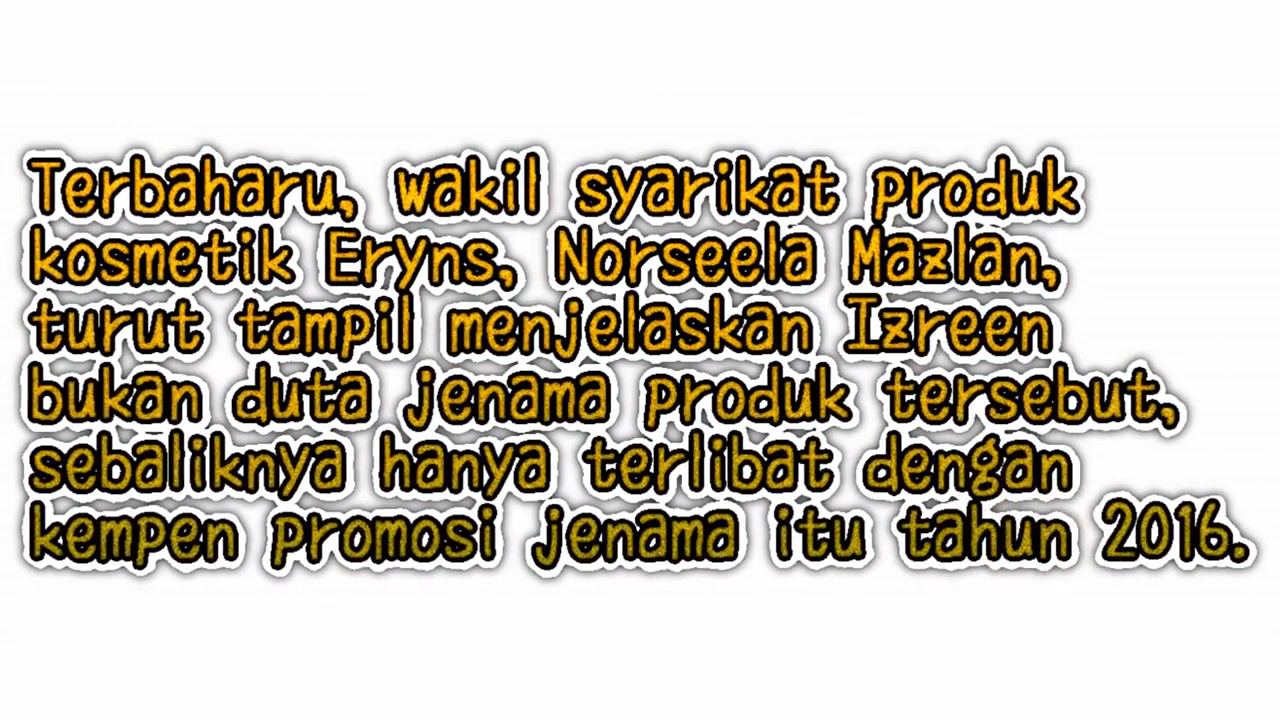 Terbaharu, wakil syarikat produk
kosmetik Eryns, Norseela Mazlan,
turut tampil menjelaskan Izreen
bukan duta jenama produk tersebut,
sebaliknya hanya terlibat dengan
kempen promosi jenama itu tahun 2016.